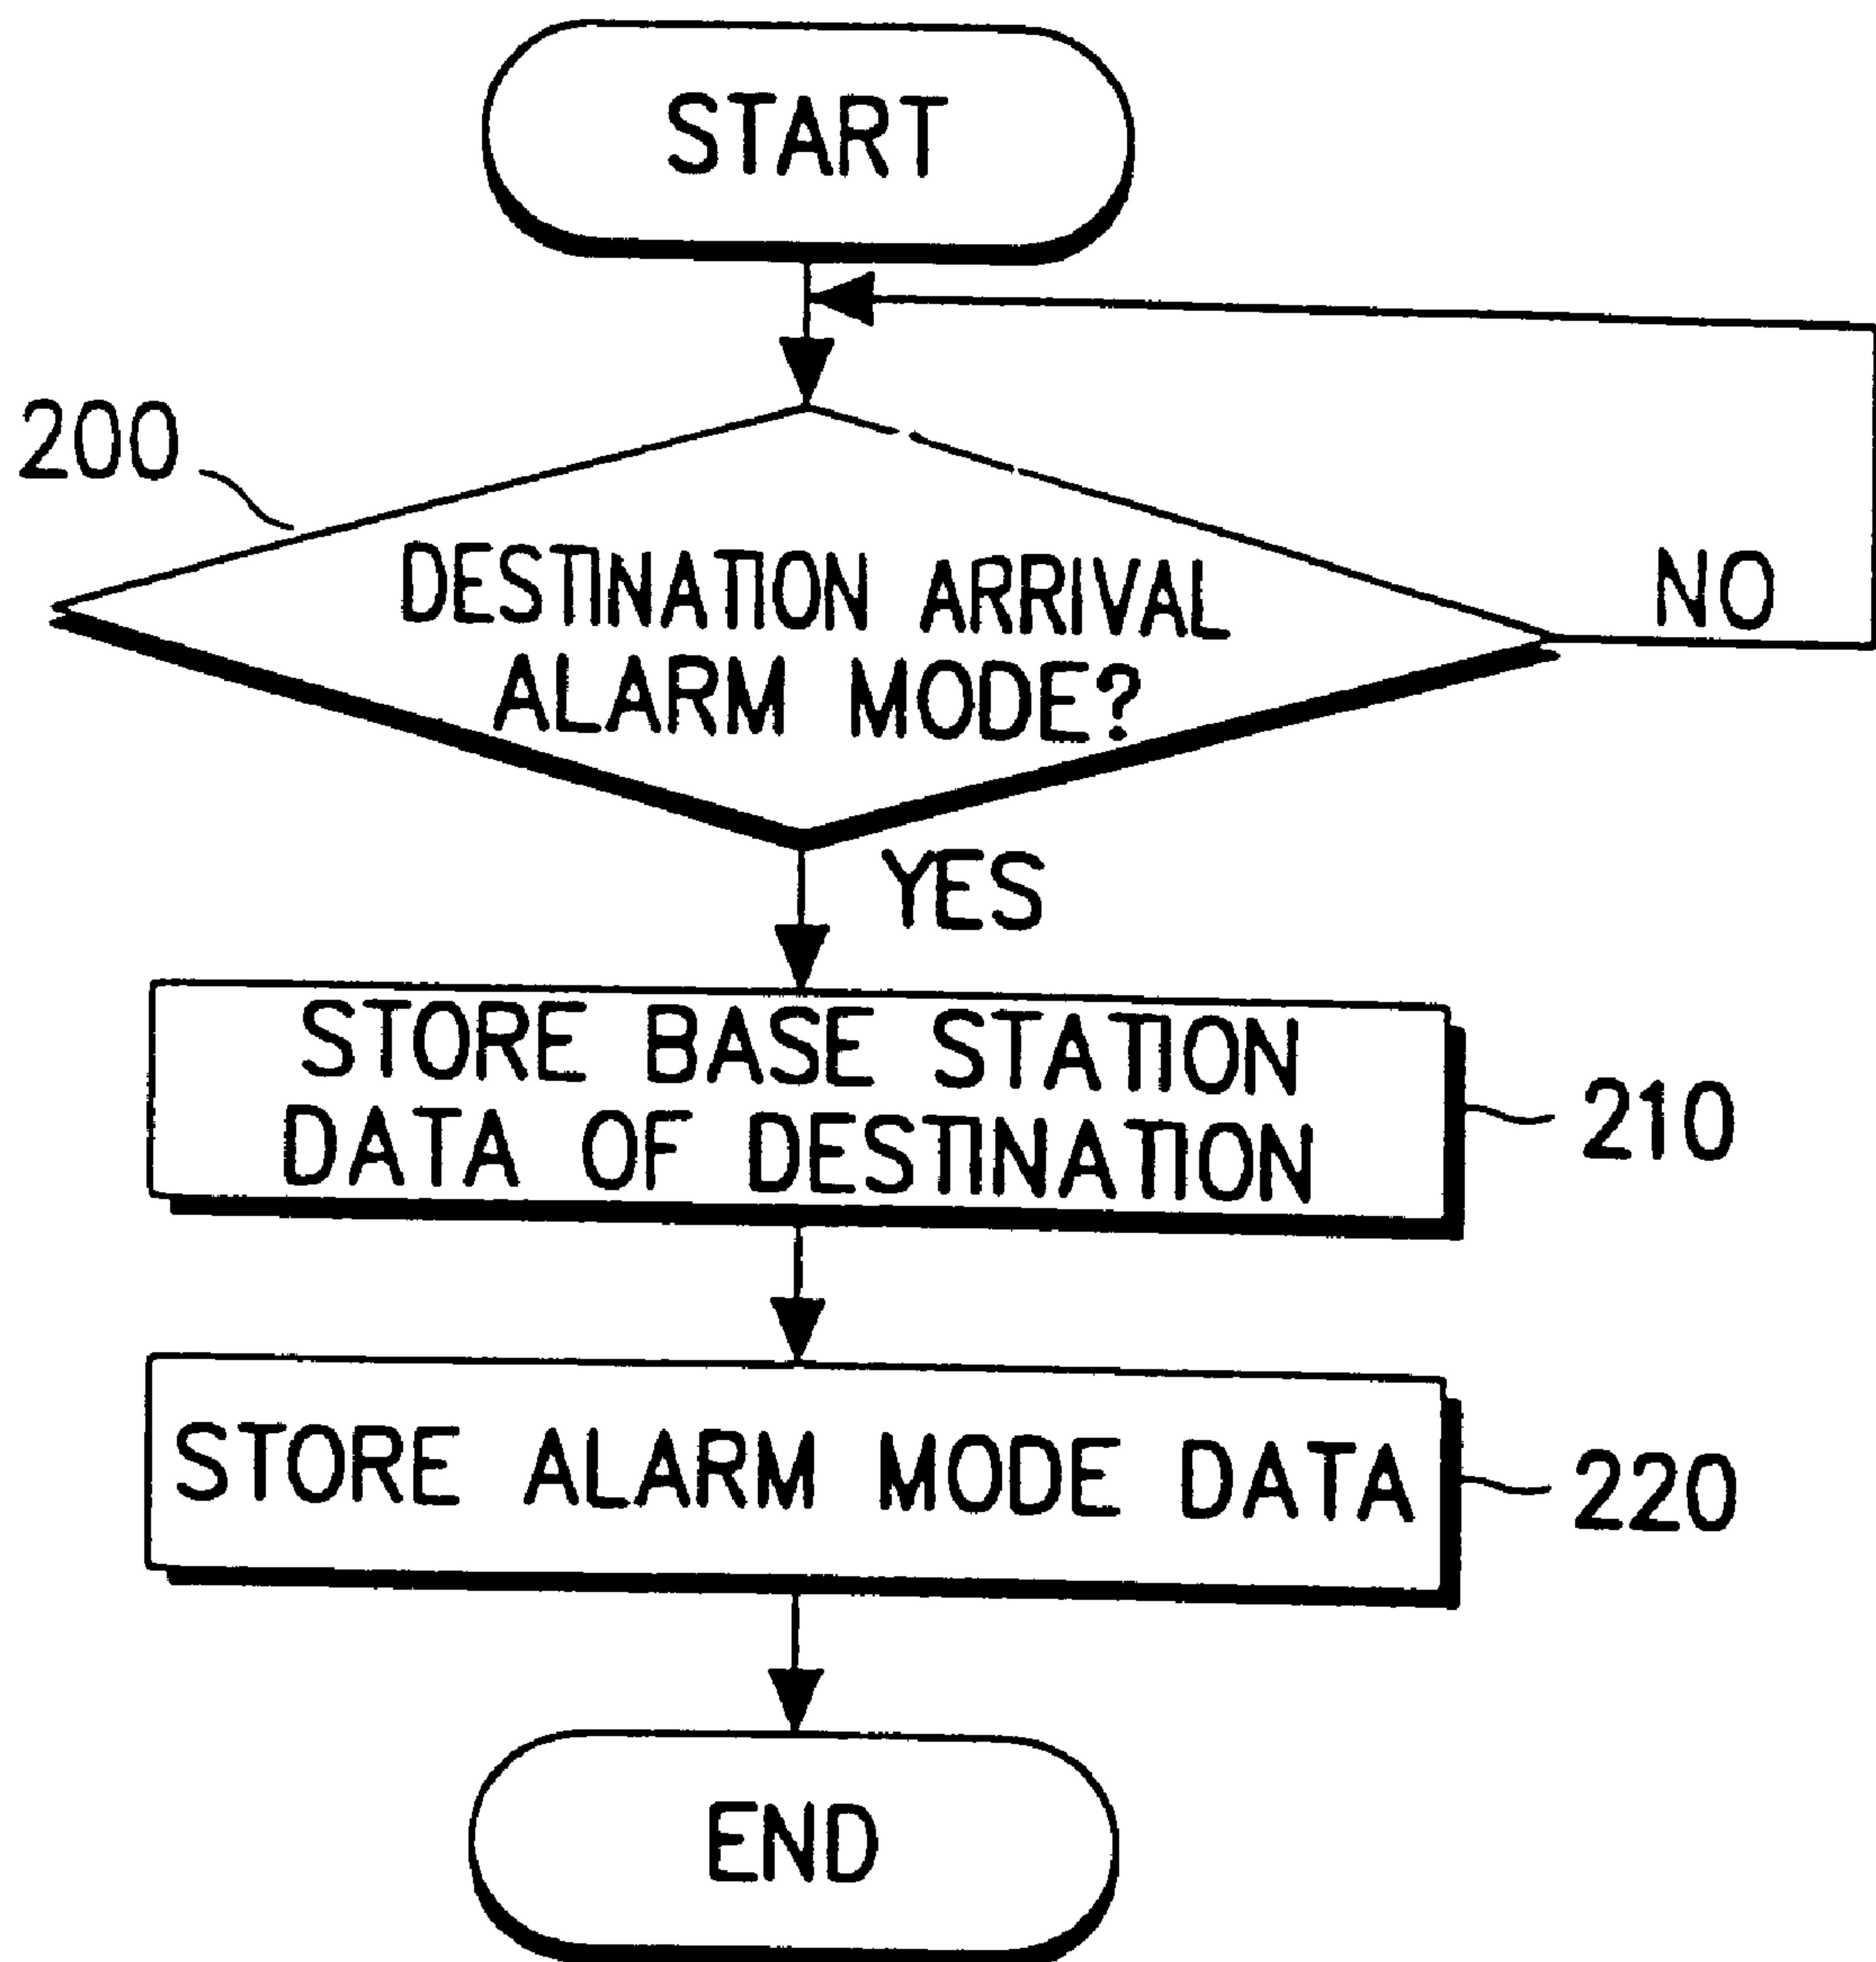 START
200
DESTINATION ARRIVAL
ALARM MODE?
NO
YES
STORE BASE STATION
DATA OF DESTINATION
210
STORE ALARM MODE DATA
220
END